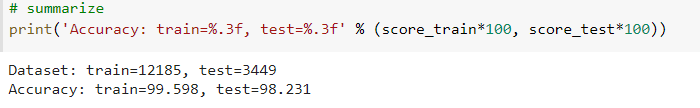 # summarize
print('Accuracy: train=%.3f, test=%.3f' % (score_train*100, score_test*100))
Dataset: train=12185, test=3449
Accuracy: train=99.598, test=98.231